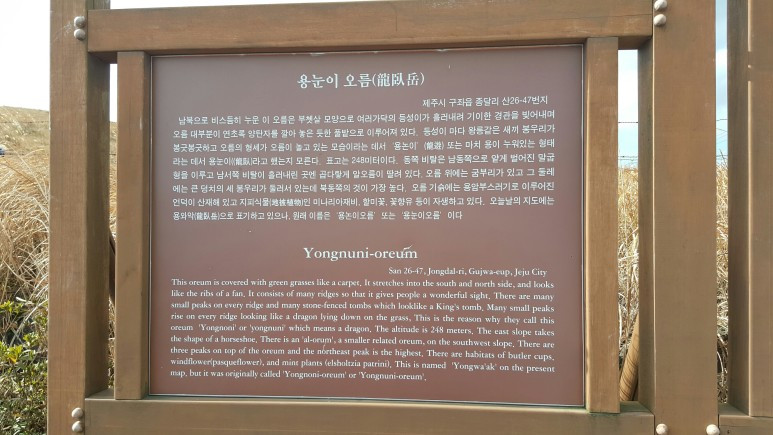 용눈이 오름(龍臥岳)
제주시 구좌읍 종달리 산26-47번지
남북으로 비스듬히 누운 이 오름은 부챗살 모양으로 여러가닥의 등성이가 흘러내려 기이한 경관을 빚어내며
오름 대부분이 연초록 양탄자를 깔아 놓은 듯한 풀밭으로 이루어져 있다. 등성이 마다 왕릉같은 새끼 봉우리가
봉긋봉긋하고 오름의 형세가 오름이 놀고 있는 모습이라는 데서 '용논이' (龍遊) 또는 마치 용이 누워있는 형태
라는 데서 용눈이((龍臥)라고 했는지 모른다. 표고는 248미터이다. 동쪽 비탈은 남동쪽으로 얕게 벌어진 말굽
형을 이루고 남서쪽 비탈이 흘러내린 곳엔 곱다랗게 알오름이 딸려 있다. 오름 위에는 굼부리가 있고 그 둘레
에는 큰 덩치의 세 봉우리가 둘러서 있는데 북동쪽의 것이 가장 높다. 오름 기슭에는 용암부스러기로 이루어진
언덕이 산재해 있고 지피식물(地被植物)인 미나리아재비, 할미꽃, 꽃향유 등이 자생하고 있다. 오늘날의 지도에는
용와악(龍臥岳)으로 표기하고 있으나, 원래 이름은 '용논이오름' 또는 '용눈이오름' 이다
Yongnuni-oreum
San 26-47, Jongdal-ri, Gujwa-eup, Jeju City
This oreum is covered with green grasses like a carpet, It stretches into the south and north side, and looks
like the ribs of a fan, It consists of many ridges so that it gives people a wonderful sight, There are many
small peaks on every ridge and many stone-fenced tombs which looklike a King's tomb, Many small peaks
rise on every ridge looking like a dragon lying down on the grass, This is the reason why they call this
oreum 'Yongnoni' or 'yongnuni' which means a dragon, The altitude is 248 meters, The east slope takes
the shape of a horseshoe, There is an 'al-orum', a smaller related oreum, on the southwest slope, There are
three peaks on top of the oreum and the northeast peak is the highest, There are habitats of butter cups,
windflower(pasqueflower), and mint plants (elsholtzia patrini), This is named 'Yongwa'ak' on the present
map, but it was originally called 'Yongnoni-oreum' or 'Yongnuni-oreum',